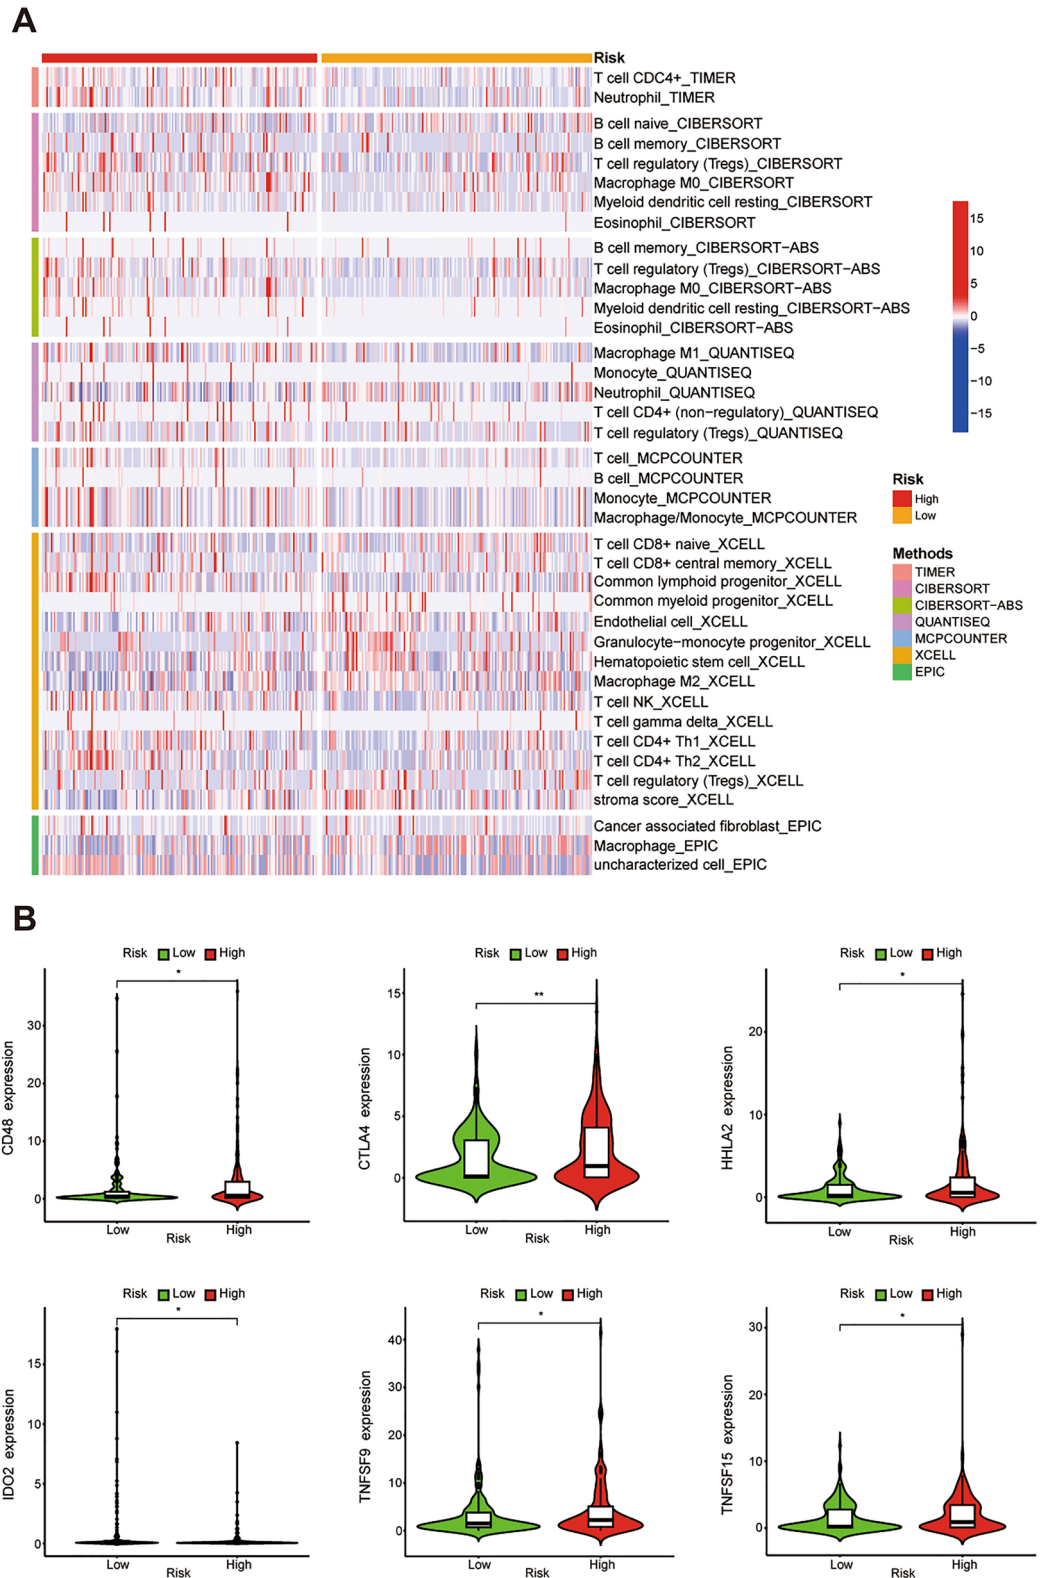 A
Risk
T cell CDC4+_TIMER
Neutrophil_TIMER
B cell naive_CIBERSORT
B cell memory_CIBERSORT
T cell regulatory (Tregs)_CIBERSORT
Macrophage M0_CIBERSORT
Myeloid dendritic cell resting_CIBERSORT
Eosinophil_CIBERSORT
B cell memory_CIBERSORT-ABS
T cell regulatory (Tregs)_CIBERSORT-ABS
Macrophage M0_CIBERSORT-ABS
Myeloid dendritic cell resting_CIBERSORT-ABS
Eosinophil_CIBERSORT-ABS
Macrophage M1_QUANTISEQ
Monocyte_QUANTISEQ
Neutrophil_QUANTISEQ
T cell CD4+ (non-regulatory)_QUANTISEQ
T cell regulatory (Tregs)_QUANTISEQ
T cell_MCPCOUNTER
B cell_MCPCOUNTER
Monocyte_MCPCOUNTER
Macrophage/Monocyte_MCPCOUNTER
T cell CD8+ naive_XCELL
T cell CD8+ central memory_XCELL
Common lymphoid progenitor_XCELL
Common myeloid progenitor_XCELL
Endothelial cell_XCELL
Granulocyte-monocyte progenitor_XCELL
Hematopoietic stem cell_XCELL
Macrophage M2_XCELL
T cell NK_XCELL
T cell gamma delta_XCELL
T cell CD4+ Th1_XCELL
T cell CD4+ Th2_XCELL
T cell regulatory (Tregs)_XCELL
stroma score_XCELL
Cancer associated fibroblast_EPIC
Macrophage_EPIC
uncharacterized cell_EPIC
15
10
5
0
-5
-10
-15
Risk
High
Low
Methods
TIMER
CIBERSORT
CIBERSORT-ABS
QUANTISEQ
MCPCOUNTER
XCELL
EPIC
B
Risk Low High
*
CD48 expression
30
20
10
0
Low High
Risk
Risk Low High
**
CTLA4 expression
15
10
5
0
Low High
Risk
Risk Low High
*
HHLA2 expression
20
10
0
Low High
Risk
Risk Low High
*
IDO2 expression
15
10
5
0
Low High
Risk
Risk Low High
*
TNFSF9 expression
40
30
20
10
0
Low High
Risk
Risk Low High
*
TNFSF15 expression
30
20
10
0
Low High
Risk